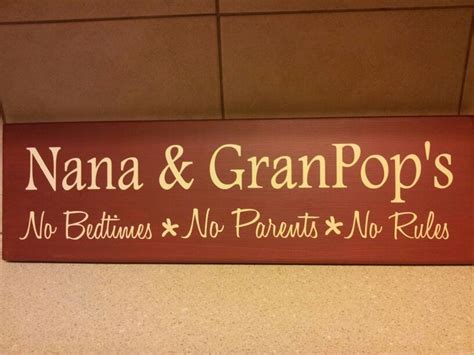 Nana & GranPop's
No Bedtimes * No Parents * No Rules